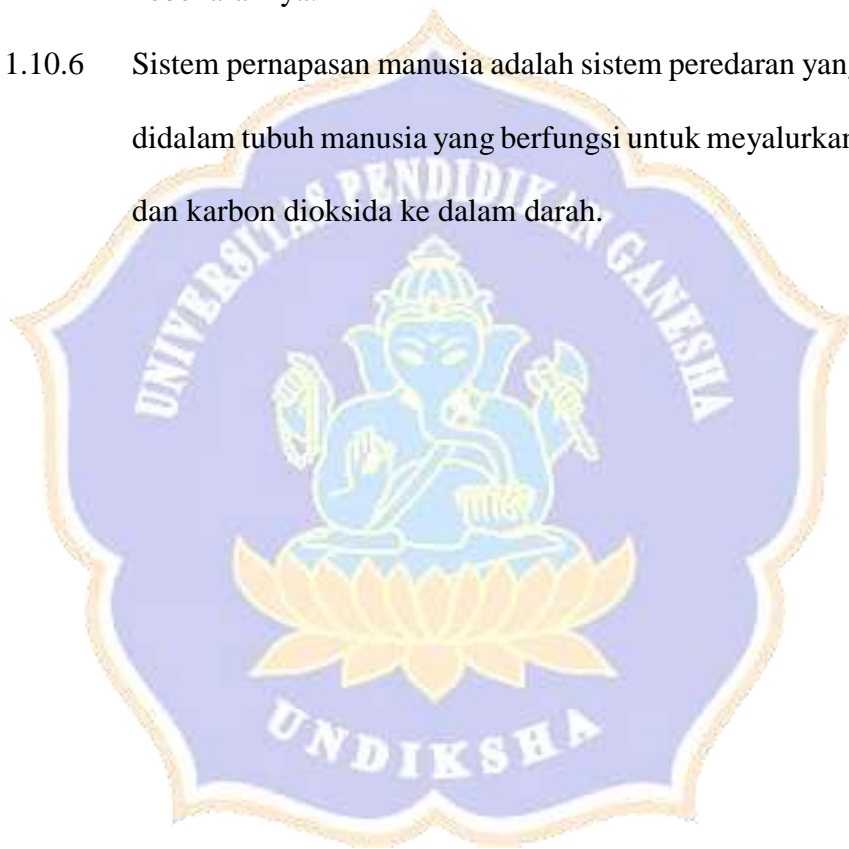 1.10.6 Sistem pernapasan manusia adalah sistem peredaran yang
didalam tubuh manusia yang berfungsi untuk meyalurkan
dan karbon dioksida ke dalam darah.
UNIVERSITAS PENDIDIKAN GANESHA
UNDIKSHA